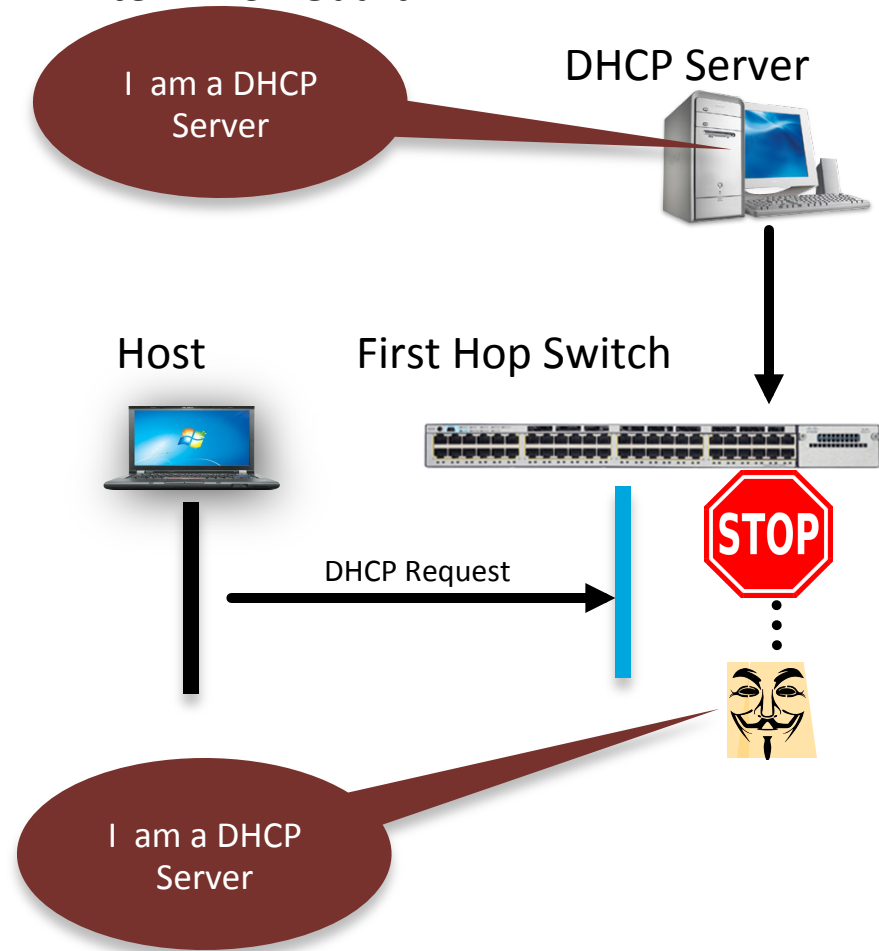 I am a DHCP
Server
DHCP Server
Host
First Hop Switch
STOP
DHCP Request
I am a DHCP
Server